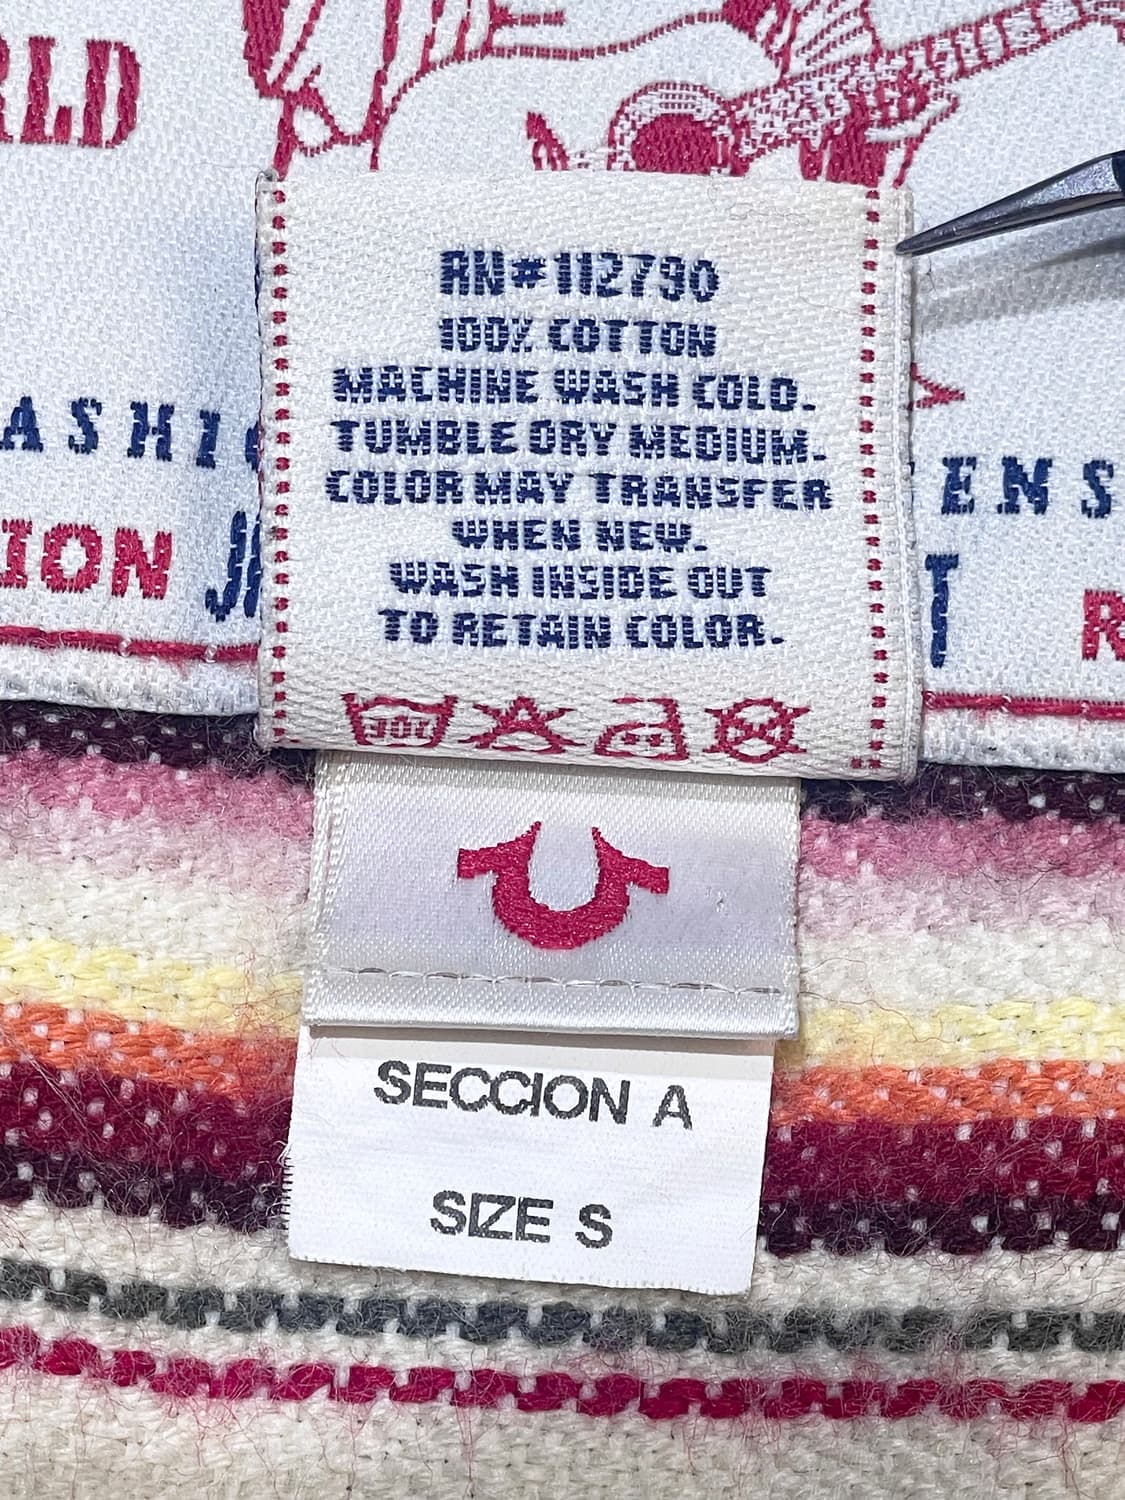 RLD
RN#112790
100% COTTON
MACHINE WASH COLD.
TUMBLE DRY MEDIUM.
COLOR MAY TRANSFER
WHEN NEW.
WASH INSIDE OUT
TO RETAIN COLOR.
ASHI ENS
ION J T R
SECCION A
SIZE S